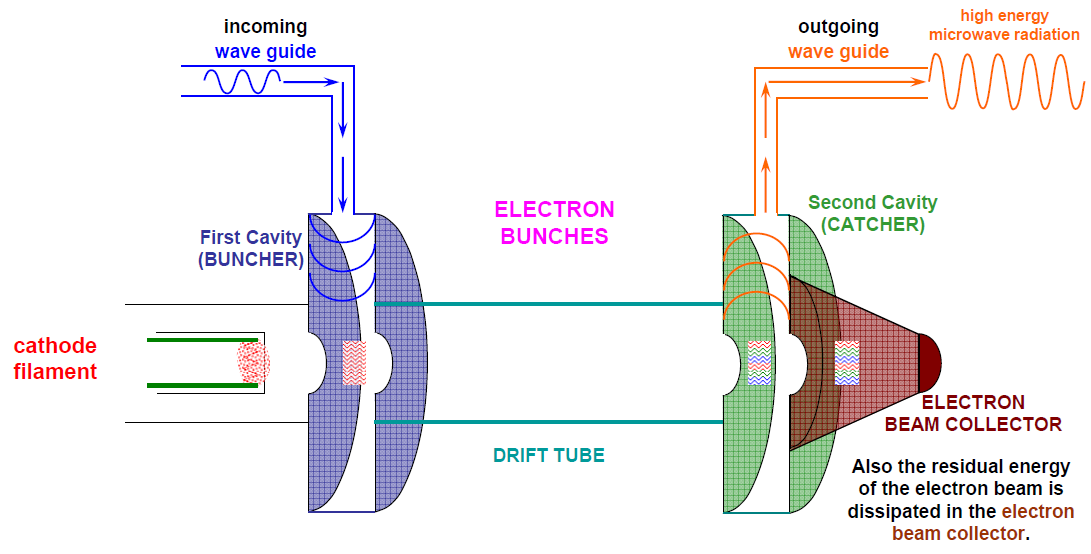 incoming
wave guide
outgoing
wave guide
high energy
microwave radiation
First Cavity
(BUNCHER)
ELECTRON
BUNCHES
Second Cavity
(CATCHER)
cathode
filament
DRIFT TUBE
ELECTRON
BEAM COLLECTOR
Also the residual energy
of the electron beam is
dissipated in the electron
beam collector.